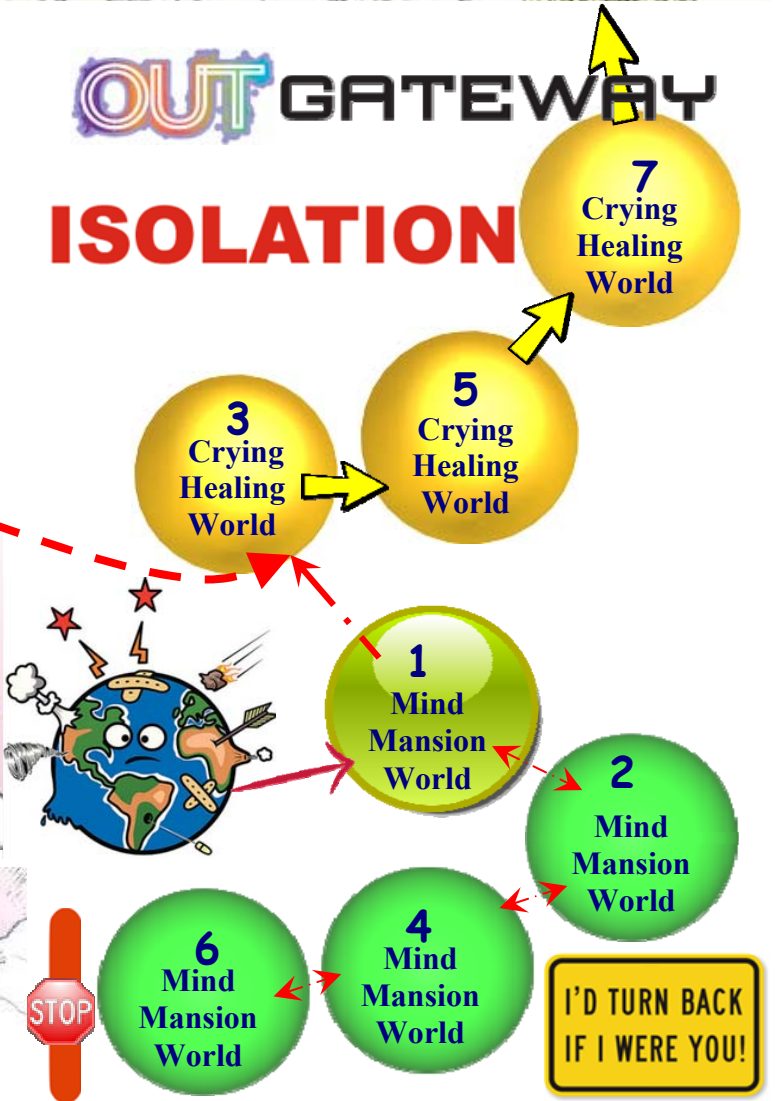 OUT GATEWAY
ISOLATION
7
Crying
Healing
World
5
Crying
Healing
World
3
Crying
Healing
World
1
Mind
Mansion
World
2
Mind
Mansion
World
4
Mind
Mansion
World
6
Mind
Mansion
World
STOP
I'D TURN BACK
IF I WERE YOU!